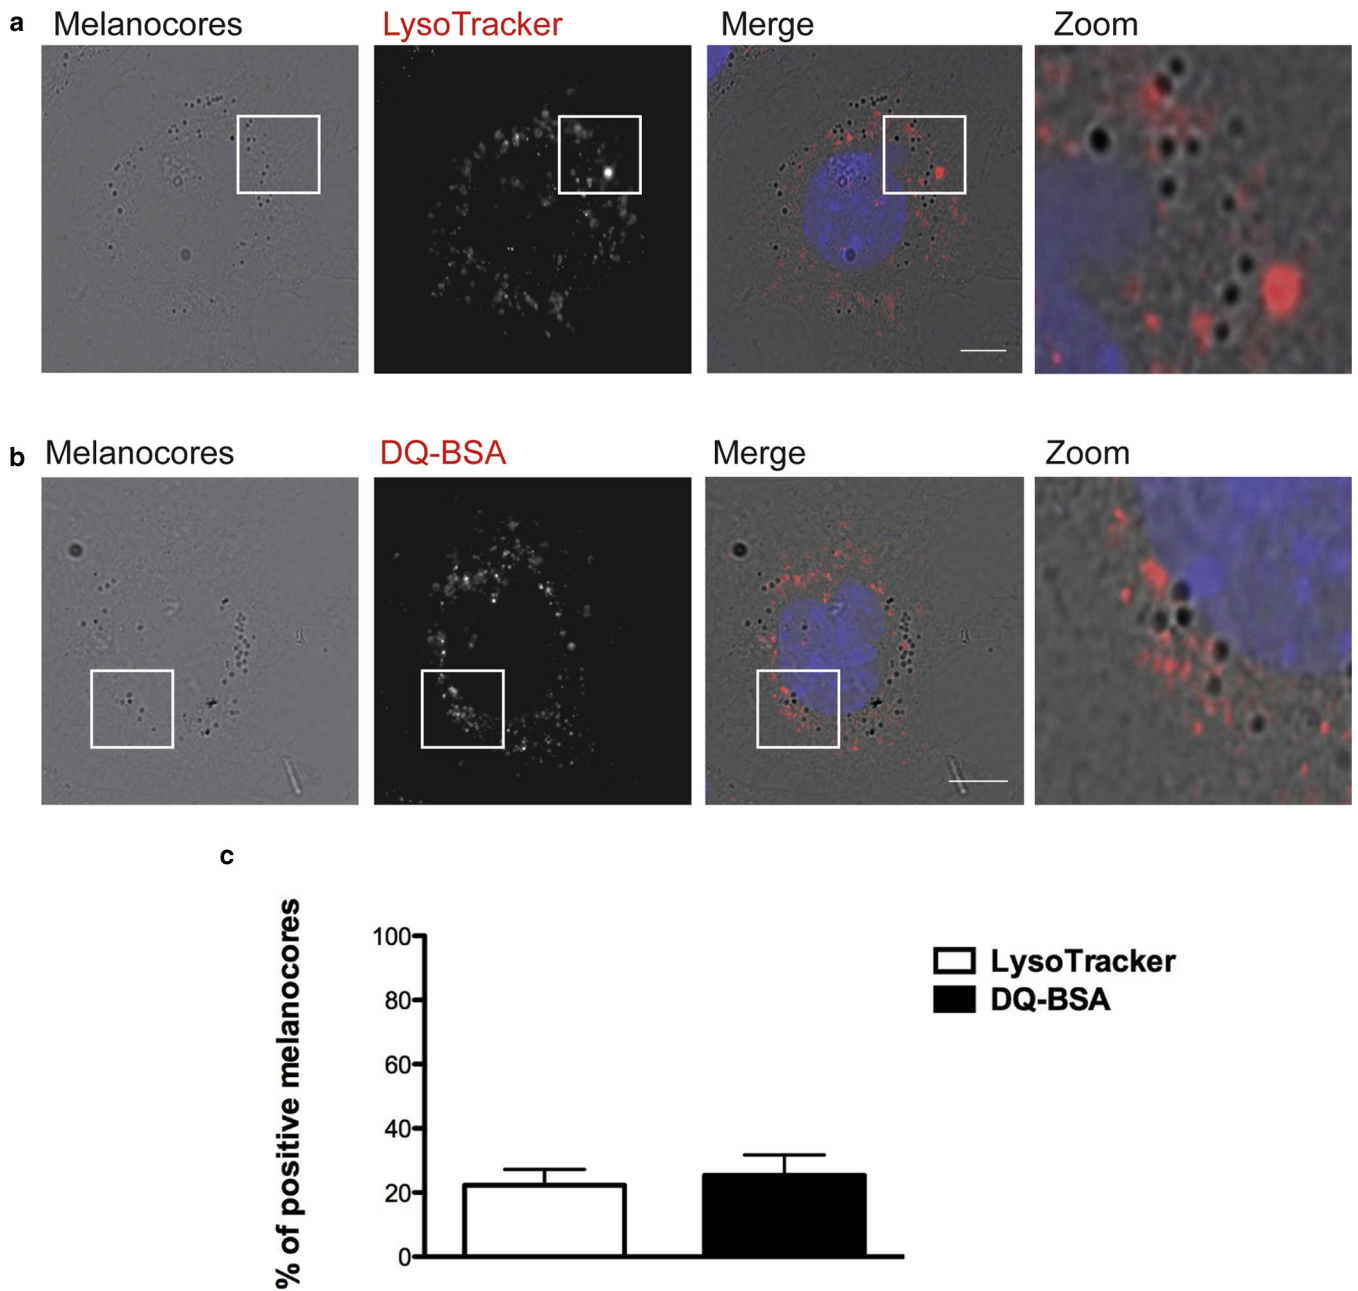 a
Melanocores LysoTracker Merge Zoom
b
Melanocores DQ-BSA Merge Zoom
c
% of positive melanocores
100
80
60
40
20
0
LysoTracker
DQ-BSA